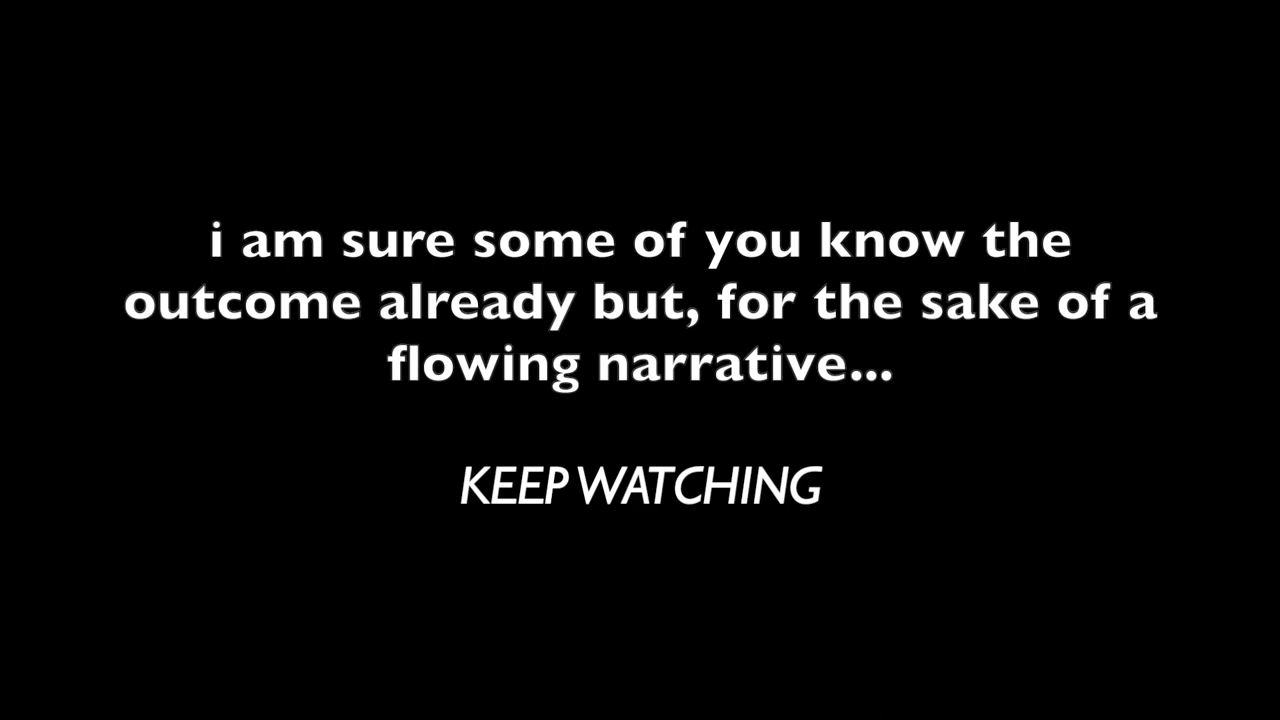 i am sure some of you know the
outcome already but, for the sake of a
flowing narrative...
KEEP WATCHING